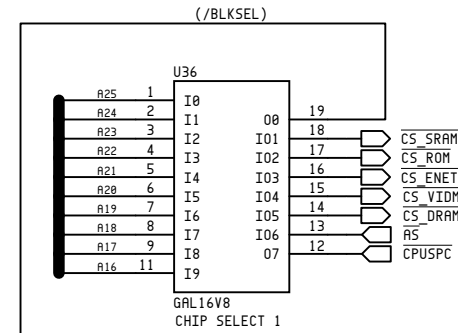 (/BLKSEL)
U36
A25 1 I0
A24 2 I1 O0 19
A23 3 I2 IO1 18 CS_SRAM
A22 4 I3 IO2 17 CS_ROM
A21 5 I4 IO3 16 CS_ENET
A20 6 I5 IO4 15 CS_VIDM
A19 7 I6 IO5 14 CS_DRAM
A18 8 I7 IO6 13 AS
A17 9 I8 O7 12 CPUSPC
A16 11 I9
GAL16V8
CHIP SELECT 1